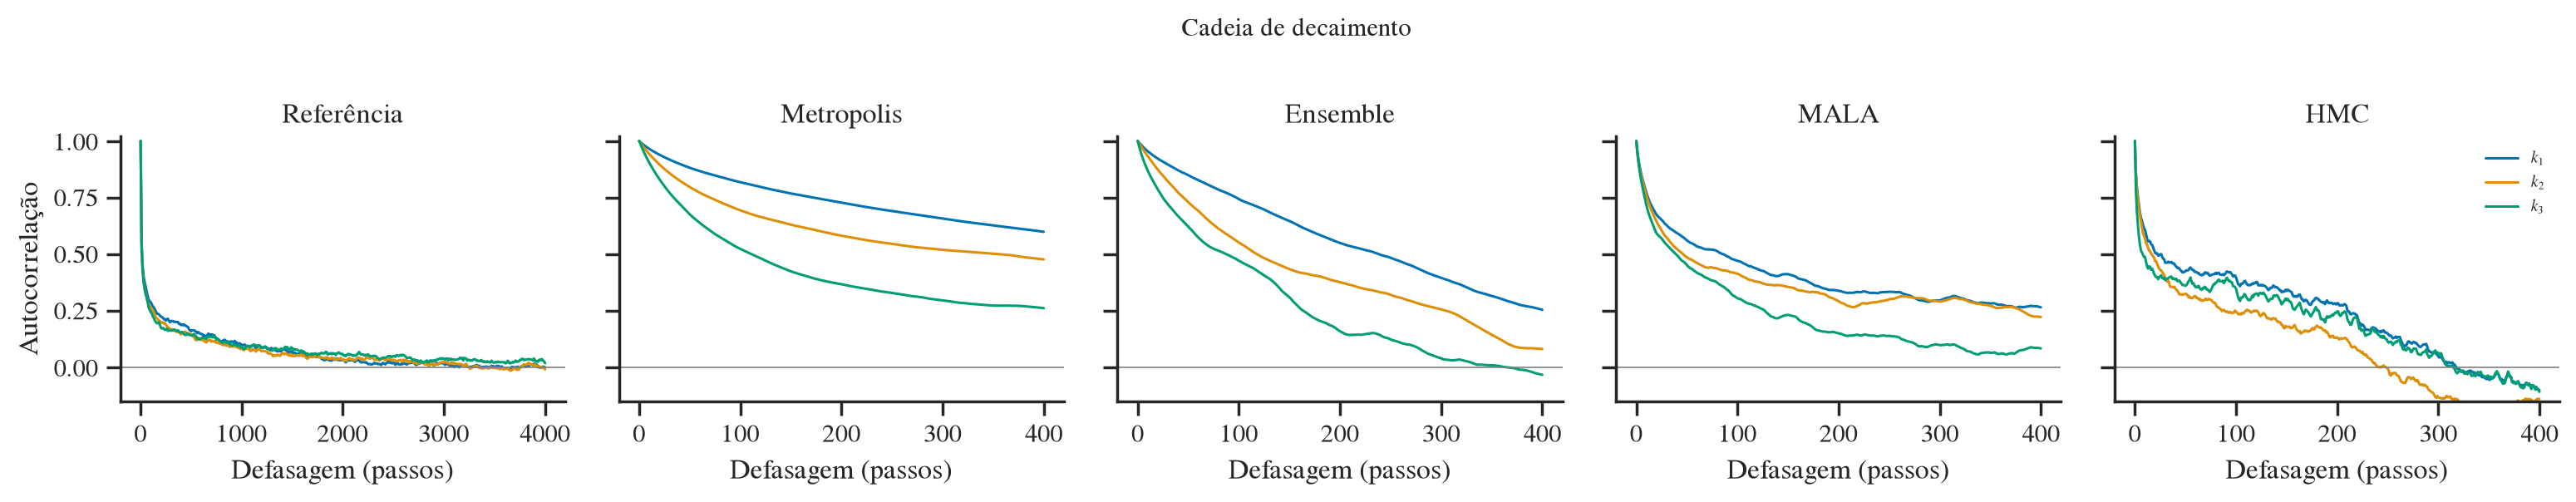 Cadeia de decaimento
Referência Metropolis Ensemble MALA HMC
Autocorrelação
1.00
0.75
0.50
0.25
0.00
k₁
k₂
k₃
0 1000 2000 3000 4000
0 100 200 300 400
0 100 200 300 400
0 100 200 300 400
0 100 200 300 400
Defasagem (passos) Defasagem (passos) Defasagem (passos) Defasagem (passos) Defasagem (passos)